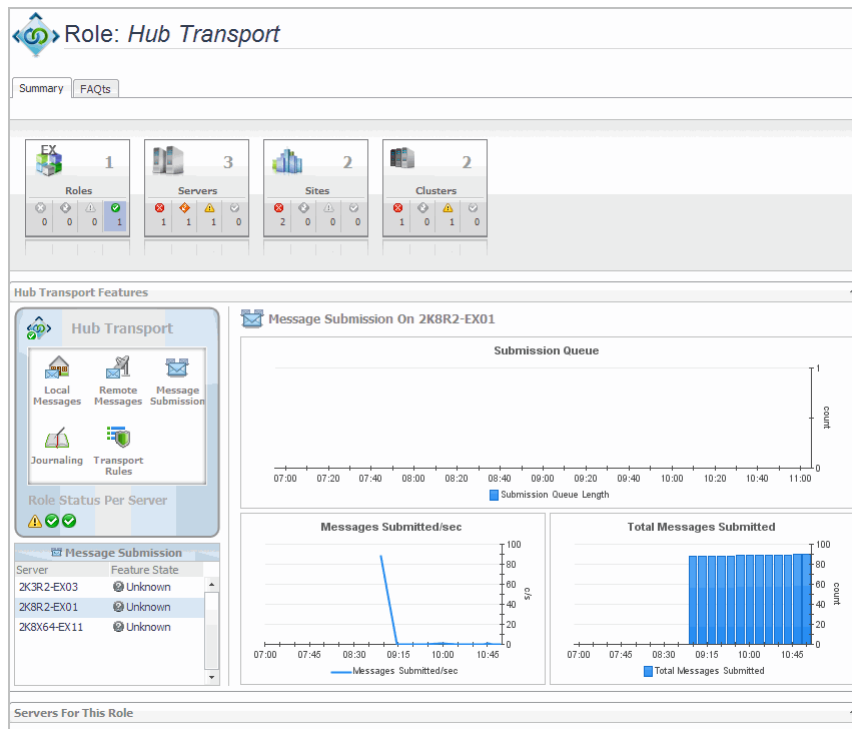 Role: Hub Transport
Summary FAQts
EX 1 3 2 2
Roles Servers Sites Clusters
0 0 0 1 1 1 1 0 2 0 0 0 1 0 1 0
Hub Transport Features
Hub Transport
Local Messages
Remote Messages
Message Submission
Journaling
Transport Rules
Role Status Per Server
Message Submission
Server Feature State
2K3R2-EX03 Unknown
2K8R2-EX01 Unknown
2K8X64-EX11 Unknown
Message Submission On 2K8R2-EX01
Submission Queue
1
count
0
07:00 07:20 07:40 08:00 08:20 08:40 09:00 09:20 09:40 10:00 10:20 10:40 11:00
Submission Queue Length
Messages Submitted/sec
100
80
60
c/s
40
20
0
07:00 07:45 08:30 09:15 10:00 10:45
Messages Submitted/sec
Total Messages Submitted
100
80
60
count
40
20
0
07:00 07:45 08:30 09:15 10:00 10:45
Total Messages Submitted
Servers For This Role